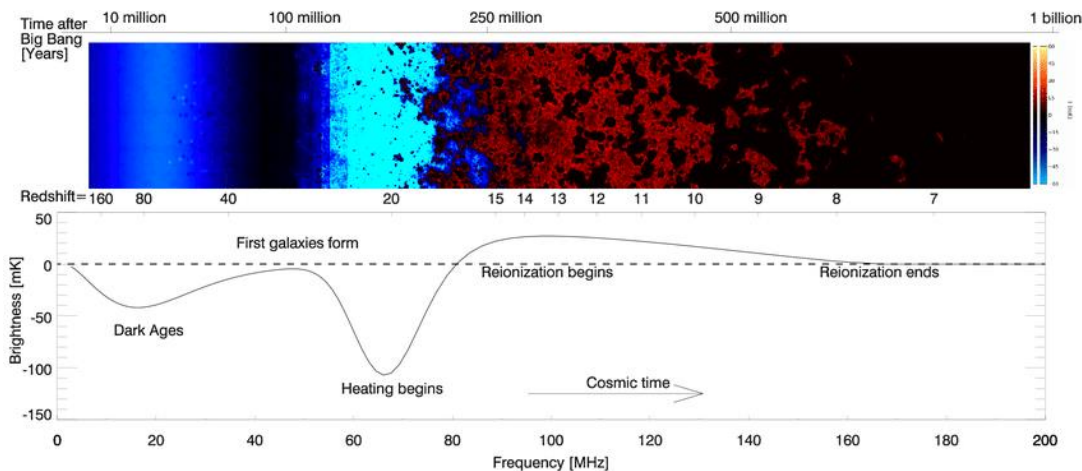 Time after
Big Bang
[Years]
10 million 100 million 250 million 500 million 1 billion
Redshift= 160 80 40 20 15 14 13 12 11 10 9 8 7
50
0
-50
-100
-150
Brightness [mK]
First galaxies form
Reionization begins
Reionization ends
Dark Ages
Heating begins
Cosmic time
0 20 40 60 80 100 120 140 160 180 200
Frequency [MHz]